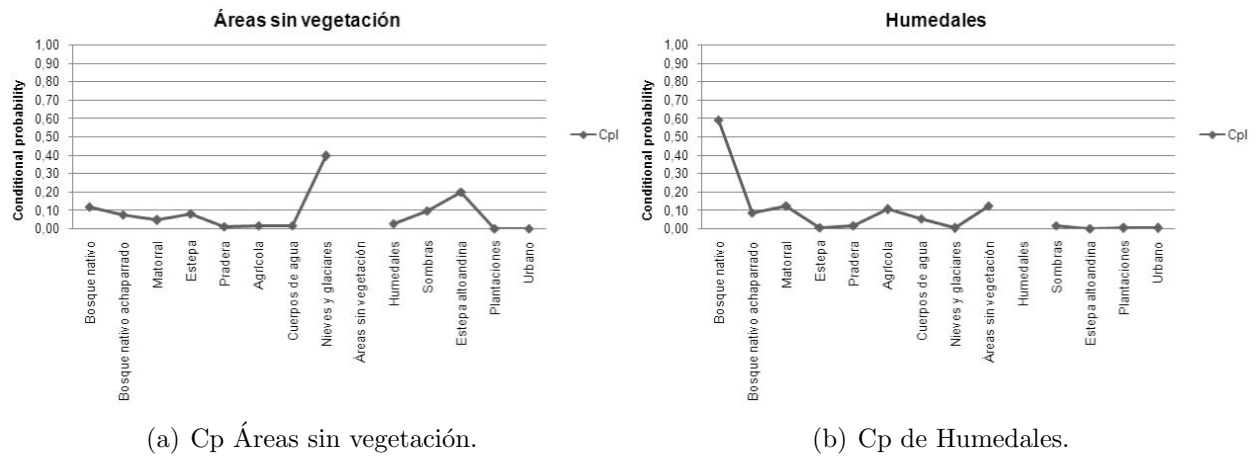 Áreas sin vegetación
Conditional probability
1,00
0,90
0,80
0,70
0,60
0,50
0,40
0,30
0,20
0,10
0,00
Bosque nativo
Bosque nativo achaparrado
Matorral
Estepa
Pradera
Agrícola
Cuerpos de agua
Nieves y glaciares
Áreas sin vegetación
Humedales
Sombras
Estepa altoandina
Plantaciones
Urbano
CpI
(a) Cp Áreas sin vegetación.
Humedales
Conditional probability
1,00
0,90
0,80
0,70
0,60
0,50
0,40
0,30
0,20
0,10
0,00
Bosque nativo
Bosque nativo achaparrado
Matorral
Estepa
Pradera
Agrícola
Cuerpos de agua
Nieves y glaciares
Áreas sin vegetación
Humedales
Sombras
Estepa altoandina
Plantaciones
Urbano
CpI
(b) Cp de Humedales.